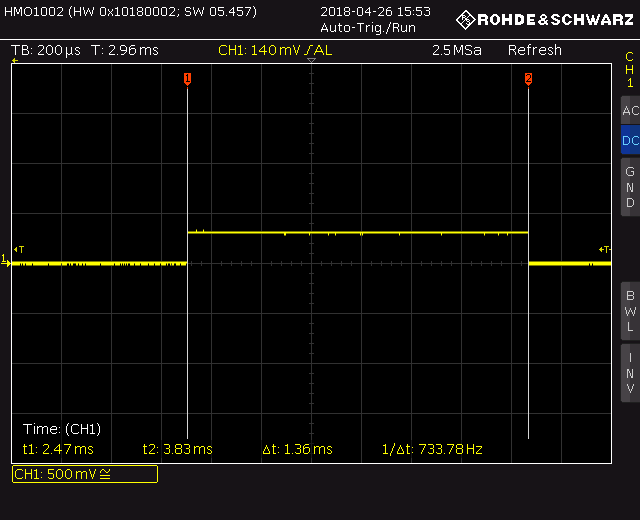 HMO1002 (HW 0x10180002; SW 05.457)
2018-04-26 15:53
ROHDE&SCHWARZ
Auto-Trig./Run
TB: 200 µs T: 2.96 ms
CH1: 140 mV AL
2.5MSa
Refresh
CH1
1
2
AC
DC
GND
T
T
1
BWL
INV
Time: (CH1)
t1: 2.47 ms t2: 3.83 ms Δt: 1.36 ms 1/Δt: 733.78 Hz
CH1: 500 mV